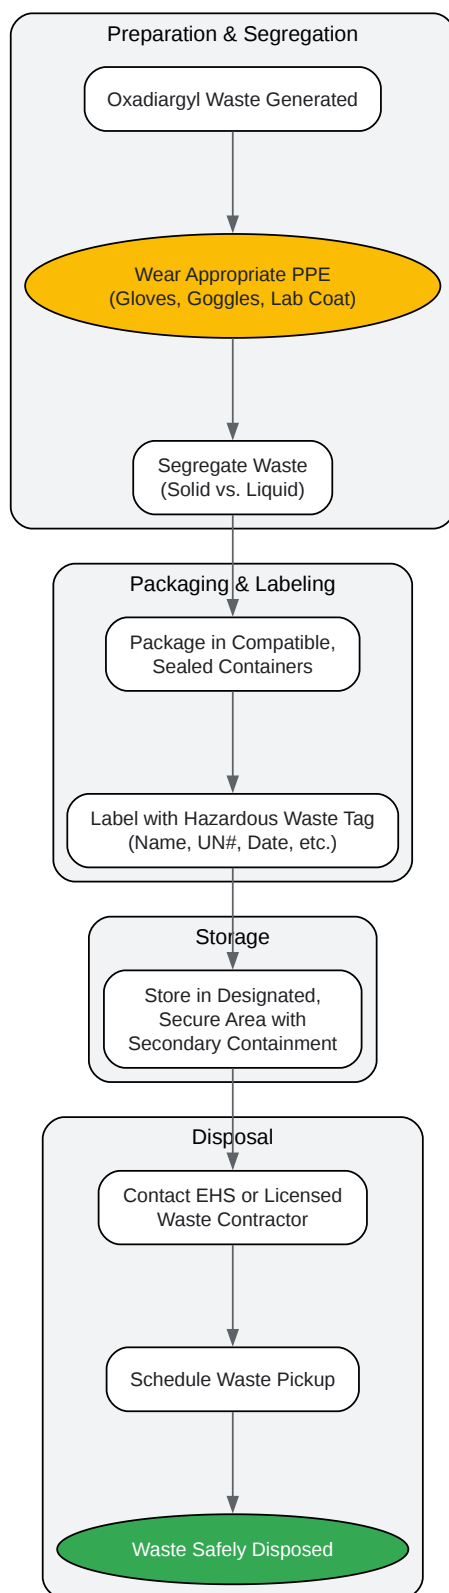 Preparation & Segregation
Oxadiargyl Waste Generated
Wear Appropriate PPE
(Gloves, Goggles, Lab Coat)
Segregate Waste
(Solid vs. Liquid)
Packaging & Labeling
Package in Compatible,
Sealed Containers
Label with Hazardous Waste Tag
(Name, UN#, Date, etc.)
Storage
Store in Designated,
Secure Area with
Secondary Containment
Disposal
Contact EHS or Licensed
Waste Contractor
Schedule Waste Pickup
Waste Safely Disposed